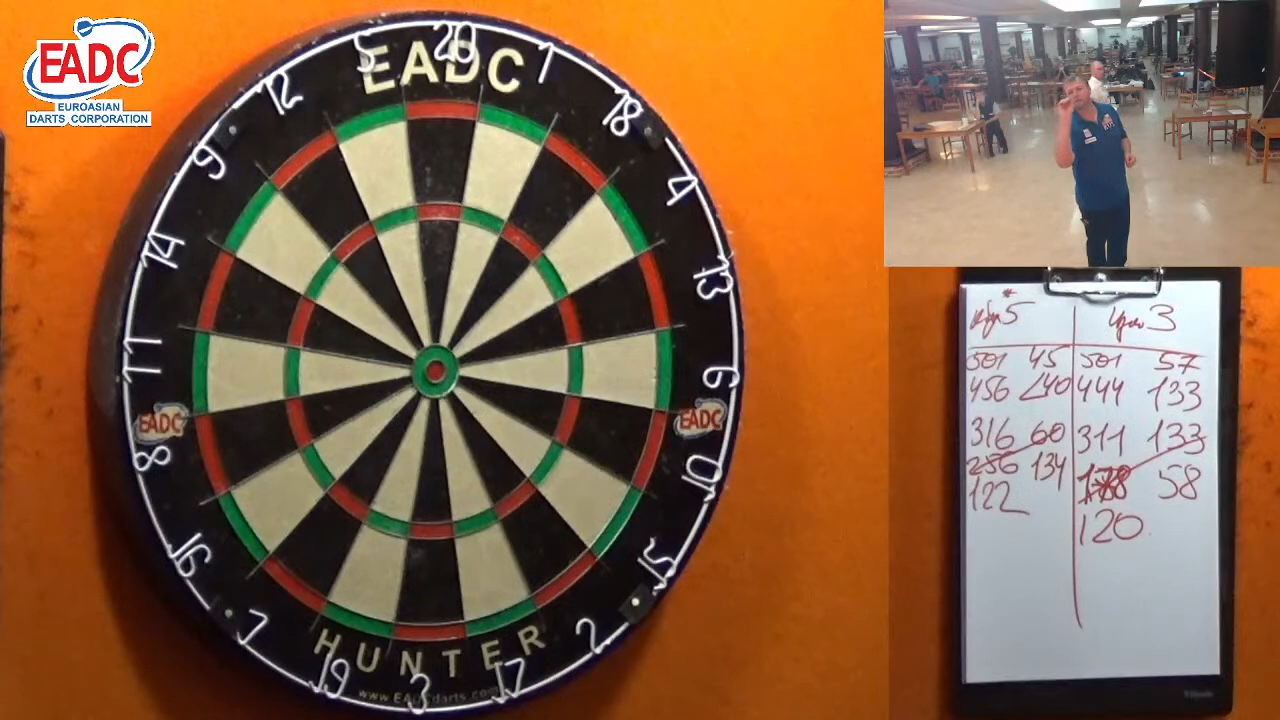 EADC
EUROASIAN
DARTS CORPORATION
EADC
20
1
18
4
13
6
10
15
2
17
3
19
7
16
8
11
14
9
12
5
EADC
EADC
HUNTER
www.EADCdarts.com
5
3
501 45 501 57
456 140 444 133
316 60 311 133
256 134 178 58
122
120